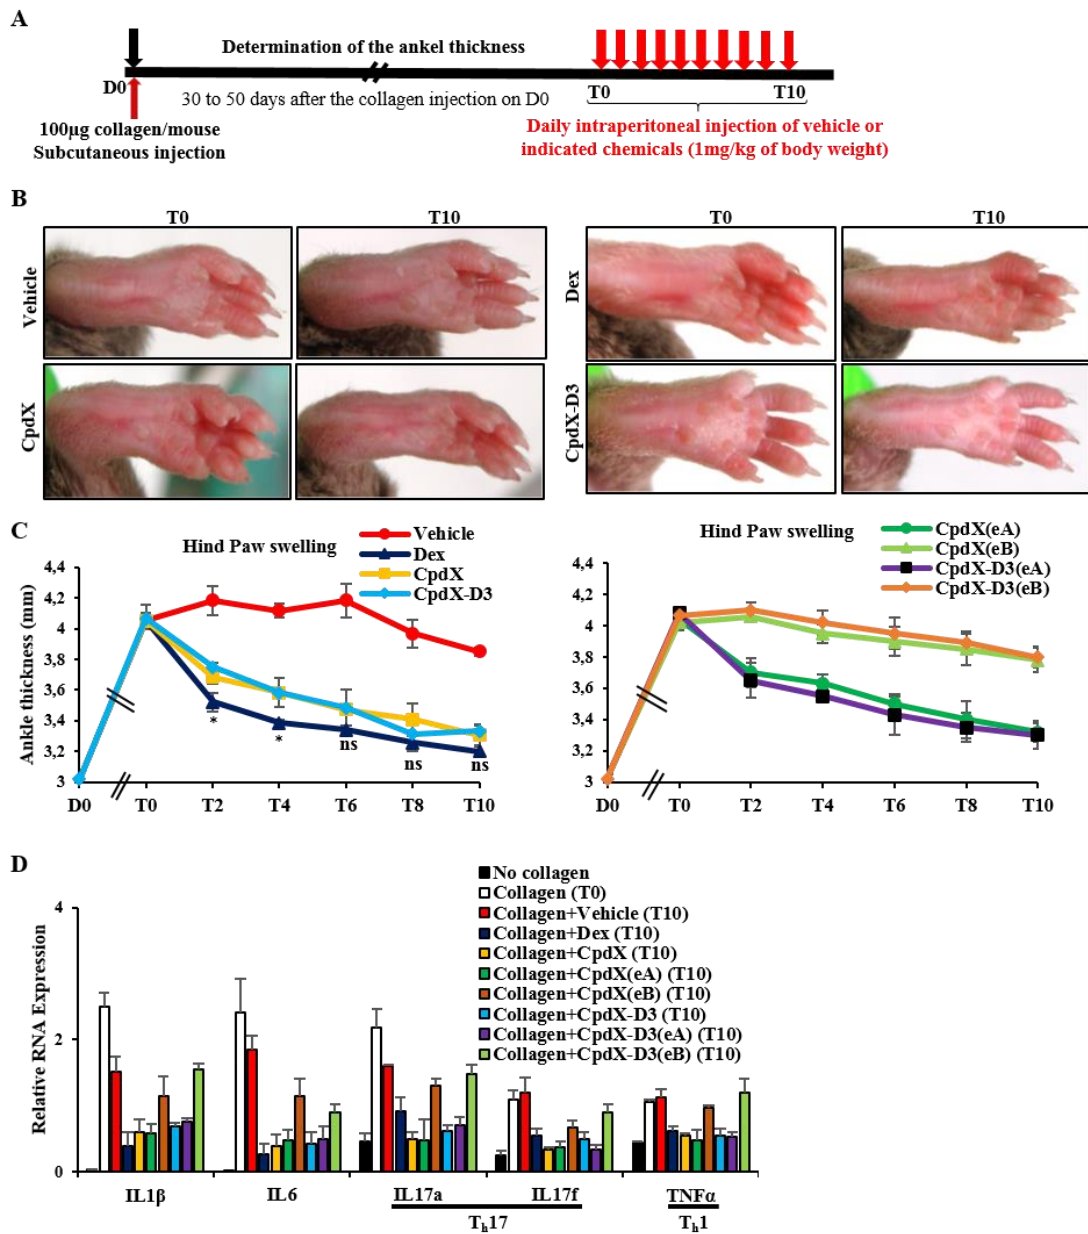 A
Determination of the ankel thickness
D0
30 to 50 days after the collagen injection on D0
T0
T10
100µg collagen/mouse
Subcutaneous injection
Daily intraperitoneal injection of vehicle or
indicated chemicals (1mg/kg of body weight)
B
T0
T10
T0
T10
Vehicle
Dex
CpdX
CpdX-D3
C
Hind Paw swelling
Vehicle
Dex
CpdX
CpdX-D3
Ankle thickness (mm)
4,4
4,2
4
3,8
3,6
3,4
3,2
3
*
*
ns
ns
ns
D0
T0
T2
T4
T6
T8
T10
Hind Paw swelling
CpdX(eA)
CpdX(eB)
CpdX-D3(eA)
CpdX-D3(eB)
4,4
4,2
4
3,8
3,6
3,4
3,2
3
D0
T0
T2
T4
T6
T8
T10
D
No collagen
Collagen (T0)
Collagen+Vehicle (T10)
Collagen+Dex (T10)
Collagen+CpdX (T10)
Collagen+CpdX(eA) (T10)
Collagen+CpdX(eB) (T10)
Collagen+CpdX-D3 (T10)
Collagen+CpdX-D3(eA) (T10)
Collagen+CpdX-D3(eB) (T10)
Relative RNA Expression
4
2
0
IL1β
IL6
IL17a
IL17f
TNFα
Th17
Th1